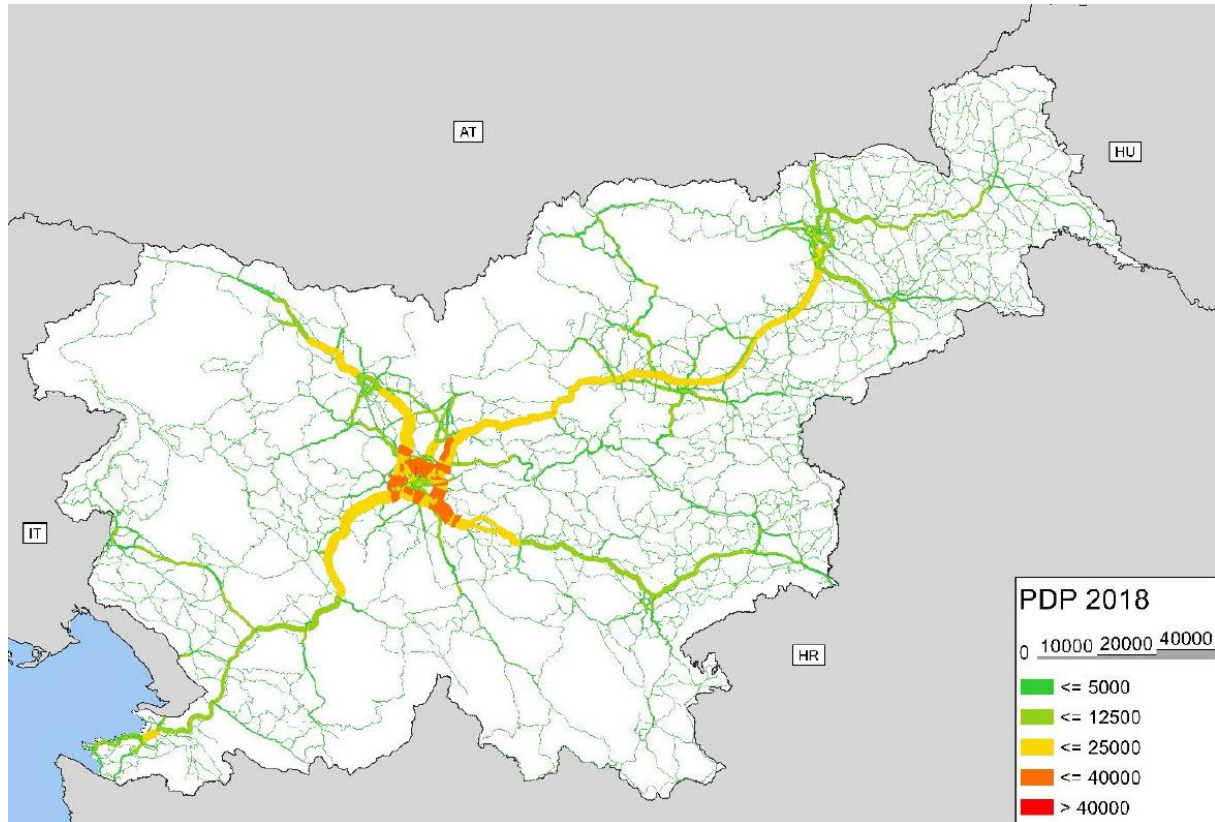 AT
HU
IT
HR
PDP 2018
0 10000 20000 40000
<= 5000
<= 12500
<= 25000
<= 40000
> 40000